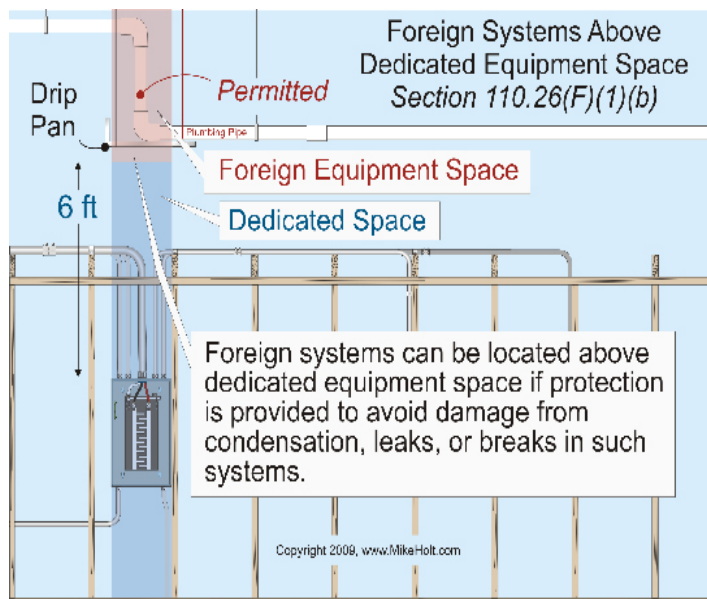 Foreign Systems Above
Dedicated Equipment Space
Section 110.26(F)(1)(b)
Drip
Pan
Permitted
Plumbing Pipe
Foreign Equipment Space
6 ft
Dedicated Space
Foreign systems can be located above
dedicated equipment space if protection
is provided to avoid damage from
condensation, leaks, or breaks in such
systems.
Copyright 2009, www.MikeHolt.com